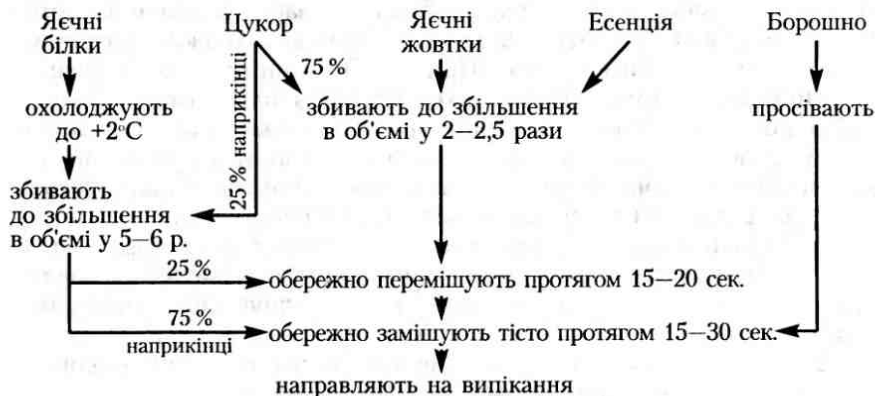 Яєчні білки
Цукор
Яєчні жовтки
Есенція
Борошно
75 %
25 % наприкінці
охолоджують
до +2°С
збивають до збільшення
в об'ємі у 2–2,5 рази
просівають
збивають
до збільшення
в об'ємі у 5–6 р.
25 %
обережно перемішують протягом 15–20 сек.
75 %
наприкінці
обережно замішують тісто протягом 15–30 сек.
направляють на випікання